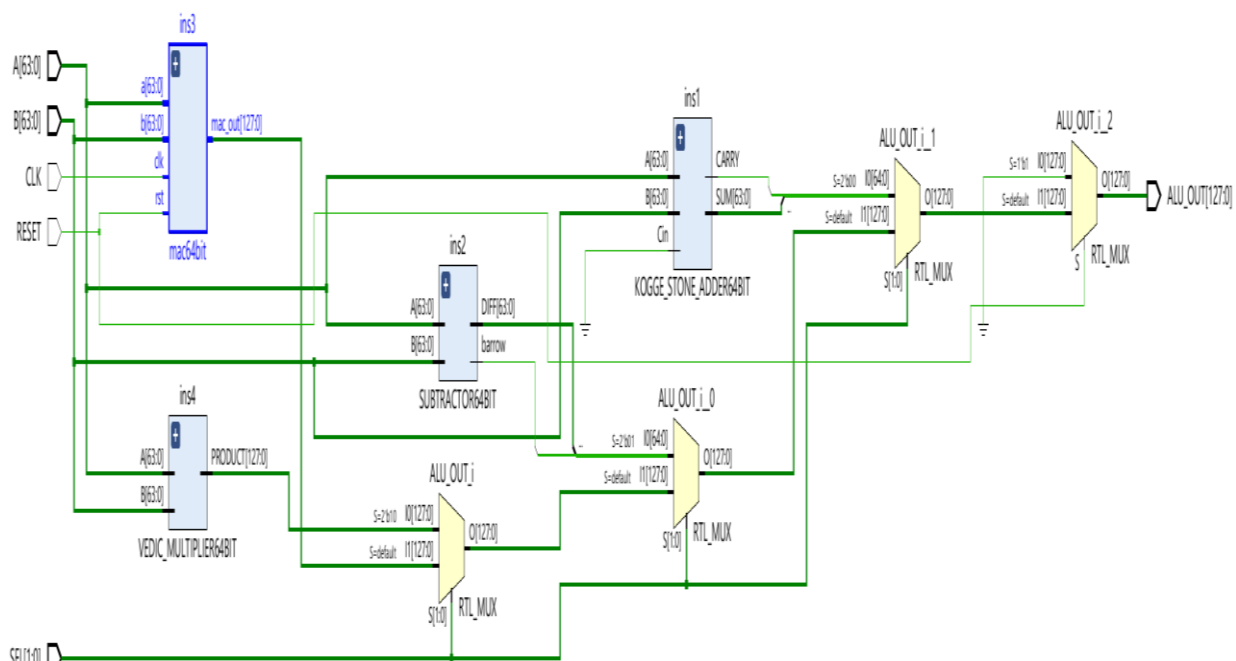 ins3
A[63:0]
a[63:0]
B[63:0]
b[63:0]
mac_out[127:0]
CLK
clk
RESET
rst
mac64bit
ins1
A[63:0]
CARRY
B[63:0]
SUM[63:0]
...
Cin
KOGGE_STONE_ADDER64BIT
ALU_OUT_i_1
S=2'b00
I0[64:0]
S=default
I1[127:0]
O[127:0]
S[1:0]
RTL_MUX
ALU_OUT_i_2
S=1'b1
I0[127:0]
S=default
I1[127:0]
O[127:0]
S
RTL_MUX
ALU_OUT[127:0]
ins2
A[63:0]
DIFF[63:0]
B[63:0]
barrow
SUBTRACTOR64BIT
ins4
A[63:0]
PRODUCT[127:0]
B[63:0]
VEDIC_MULTIPLIER64BIT
ALU_OUT_i
S=2'b10
I0[127:0]
S=default
I1[127:0]
O[127:0]
S[1:0]
RTL_MUX
ALU_OUT_i_0
...
S=2'b01
I0[64:0]
S=default
I1[127:0]
O[127:0]
S[1:0]
RTL_MUX
SEL[1:0]